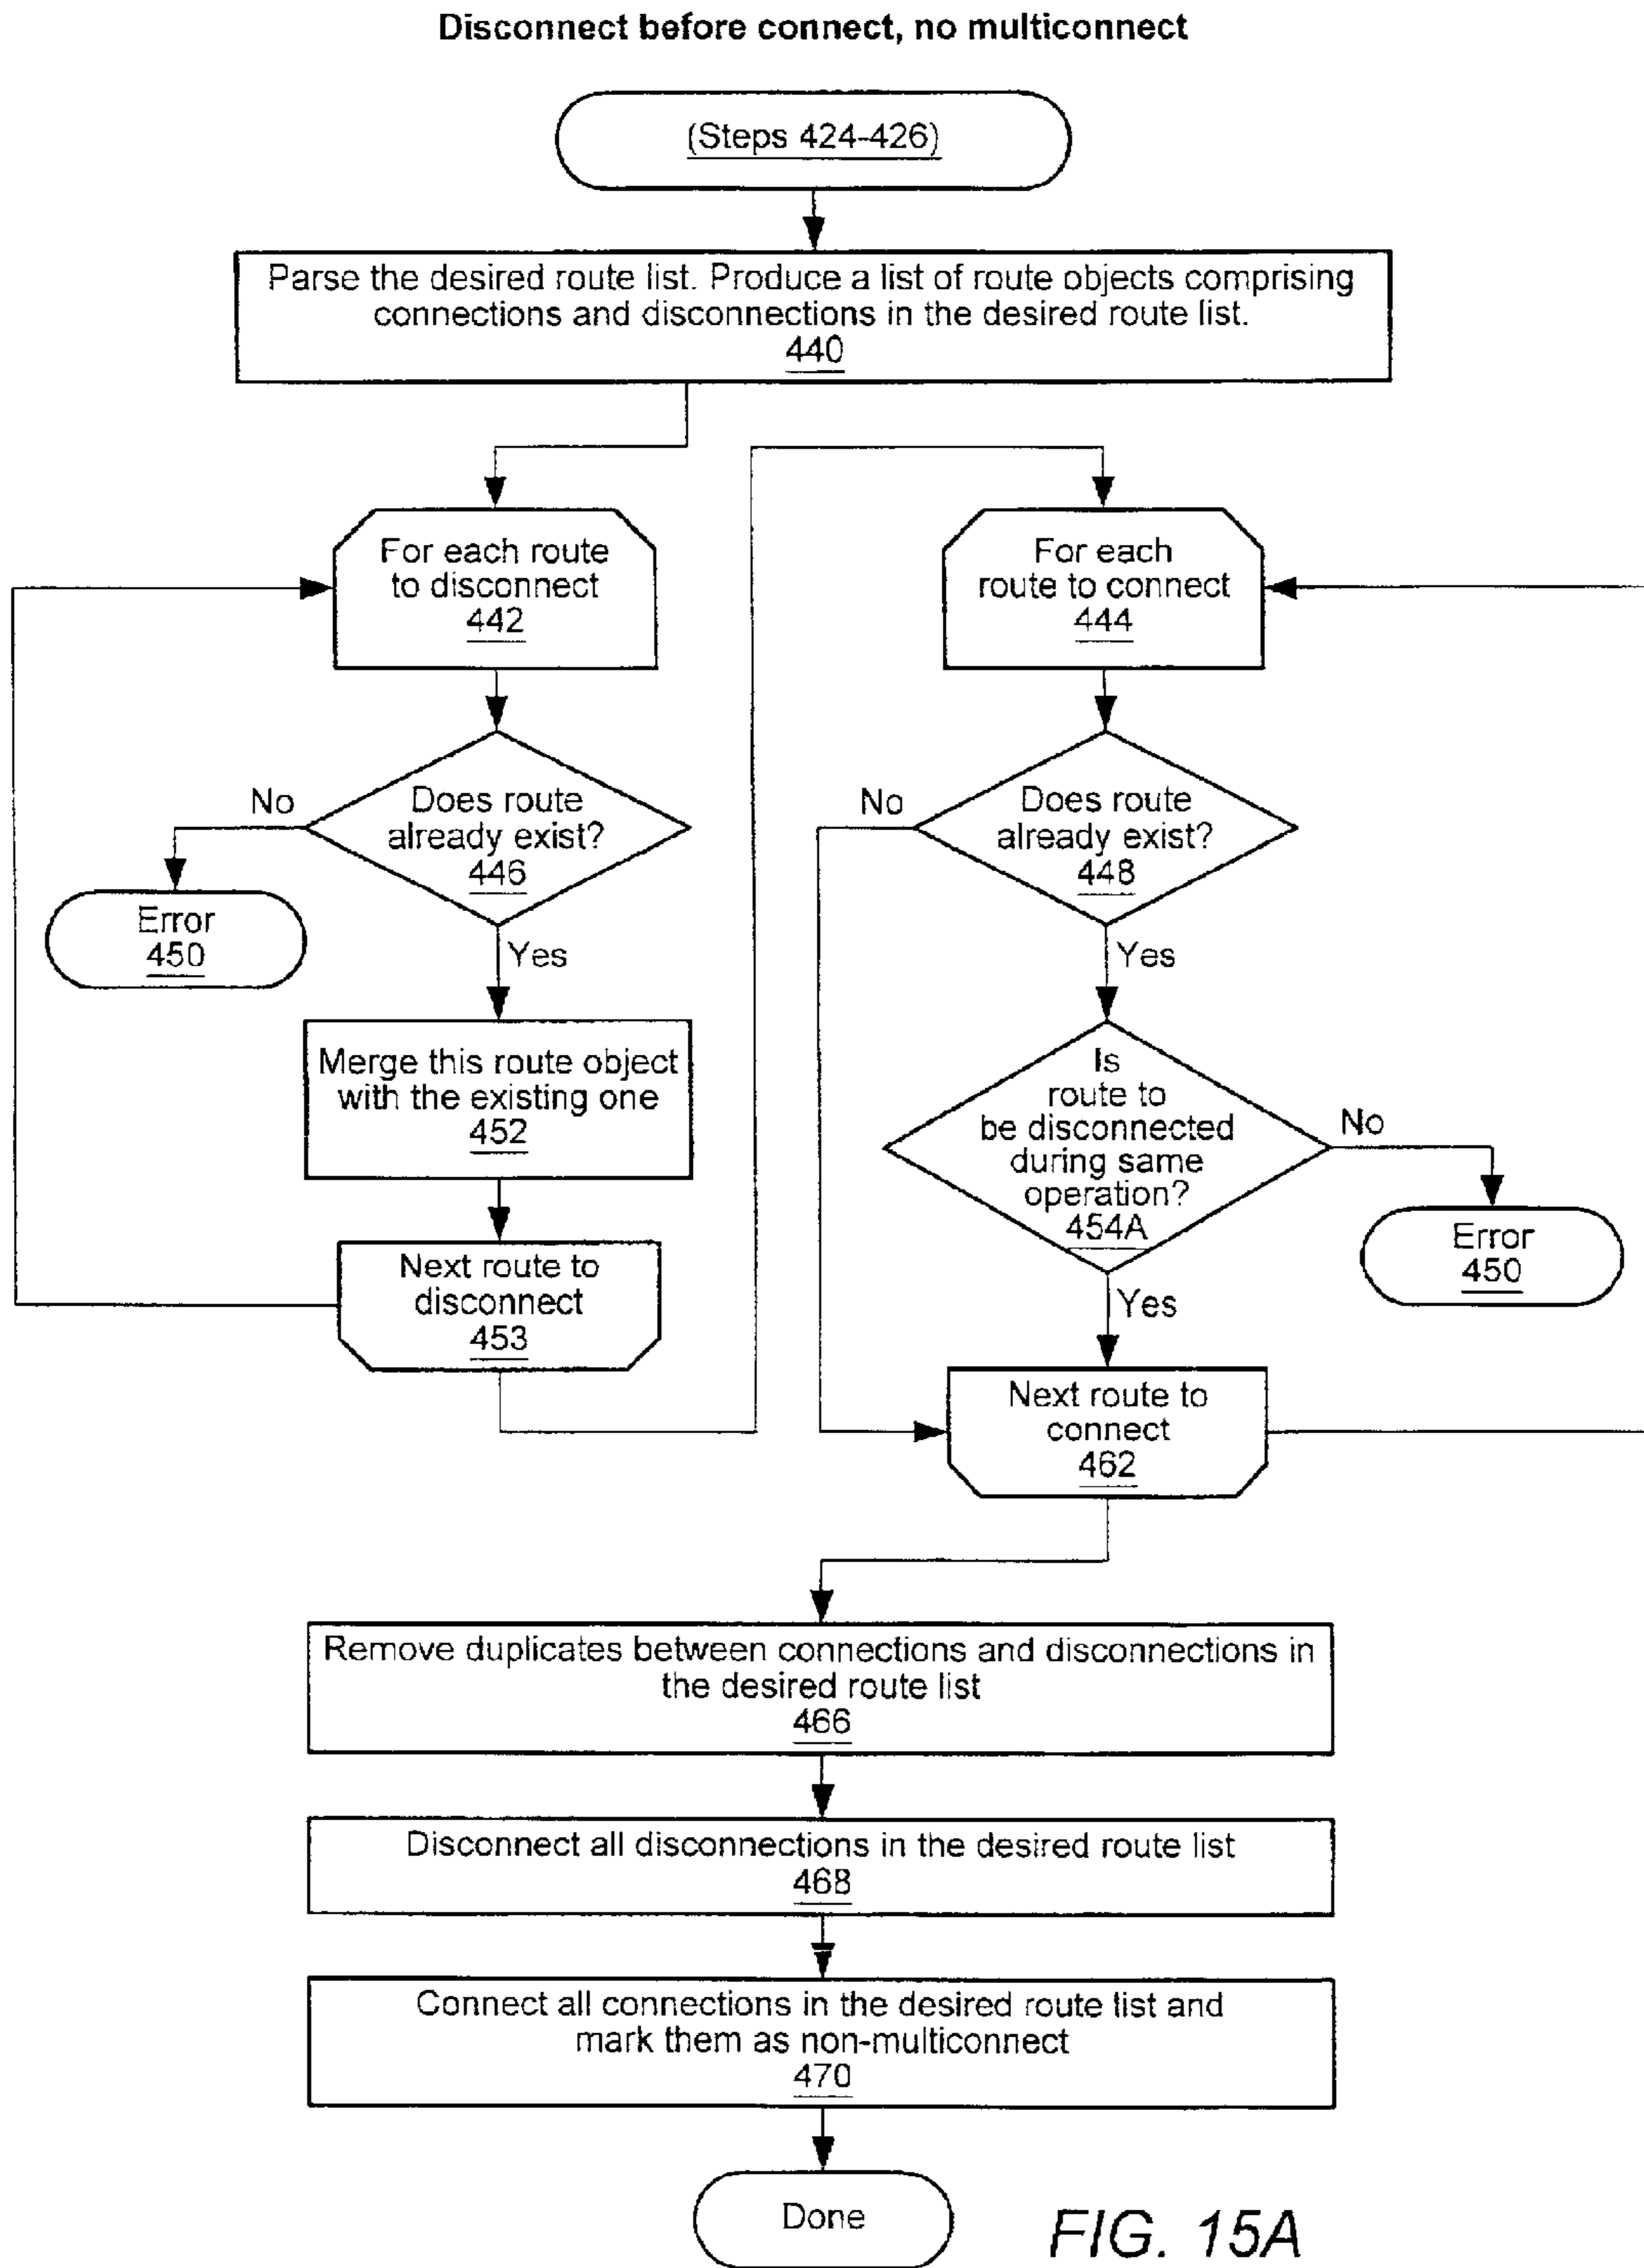 Disconnect before connect, no multiconnect
(Steps 424-426)
Parse the desired route list. Produce a list of route objects comprising
connections and disconnections in the desired route list.
440
For each route
to disconnect
442
For each
route to connect
444
No
Does route
already exist?
446
No
Does route
already exist?
448
Error
450
Yes
Yes
Merge this route object
with the existing one
452
Is
route to
be disconnected
during same
operation?
454A
No
Next route to
disconnect
453
Error
450
Yes
Next route to
connect
462
Remove duplicates between connections and disconnections in
the desired route list
466
Disconnect all disconnections in the desired route list
468
Connect all connections in the desired route list and
mark them as non-multiconnect
470
Done
FIG. 15A